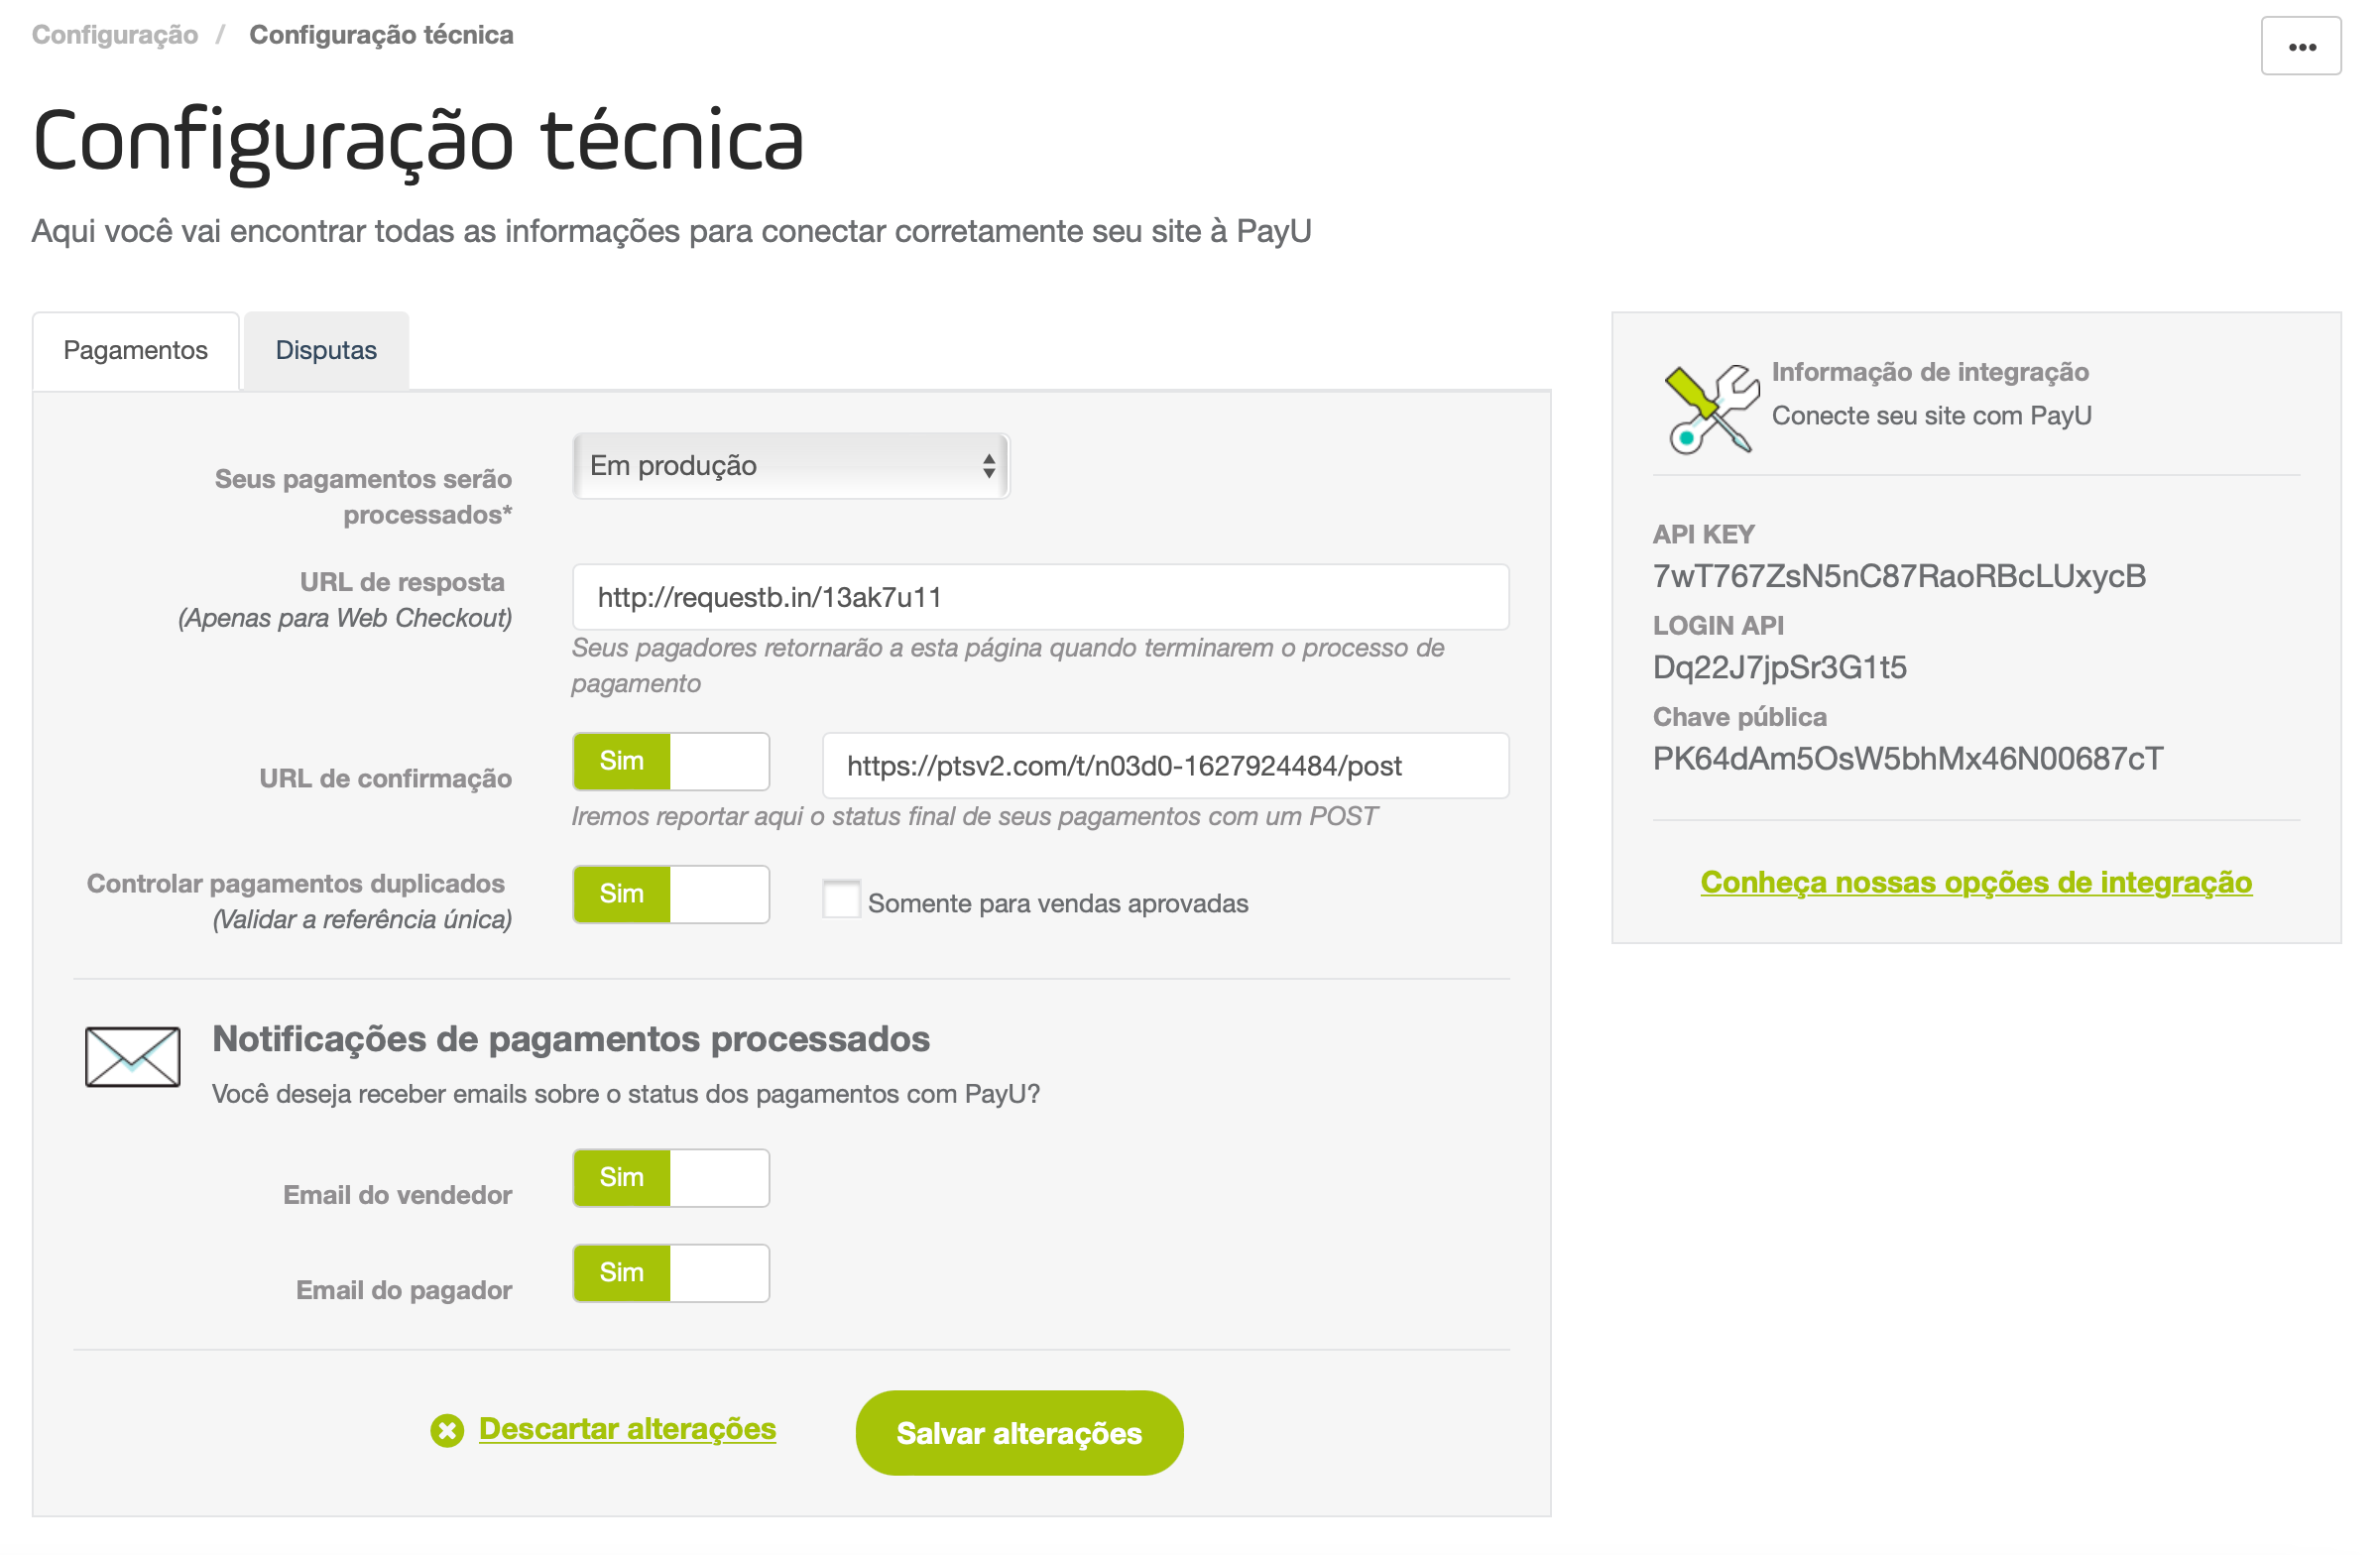 Configuração / Configuração técnica
Configuração técnica
Aqui você vai encontrar todas as informações para conectar corretamente seu site à PayU
Pagamentos
Disputas
Seus pagamentos serão
processados*
Em produção
URL de resposta
(Apenas para Web Checkout)
http://requestb.in/13ak7u11
Seus pagadores retornarão a esta página quando terminarem o processo de
pagamento
URL de confirmação
Sim
https://ptsv2.com/t/n03d0-1627924484/post
Iremos reportar aqui o status final de seus pagamentos com um POST
Controlar pagamentos duplicados
(Validar a referência única)
Sim
Somente para vendas aprovadas
Notificações de pagamentos processados
Você deseja receber emails sobre o status dos pagamentos com PayU?
Email do vendedor
Sim
Email do pagador
Sim
Descartar alterações
Salvar alterações
Informação de integração
Conecte seu site com PayU
API KEY
7wT767ZsN5nC87RaoRBcLUxycB
LOGIN API
Dq22J7jpSr3G1t5
Chave pública
PK64dAm5OsW5bhMx46N00687cT
Conheça nossas opções de integração